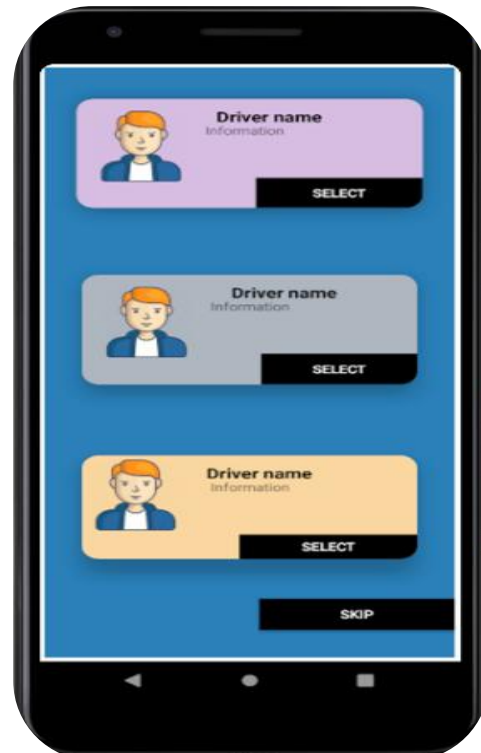 Driver name
Information
SELECT
Driver name
Information
SELECT
Driver name
Information
SELECT
SKIP